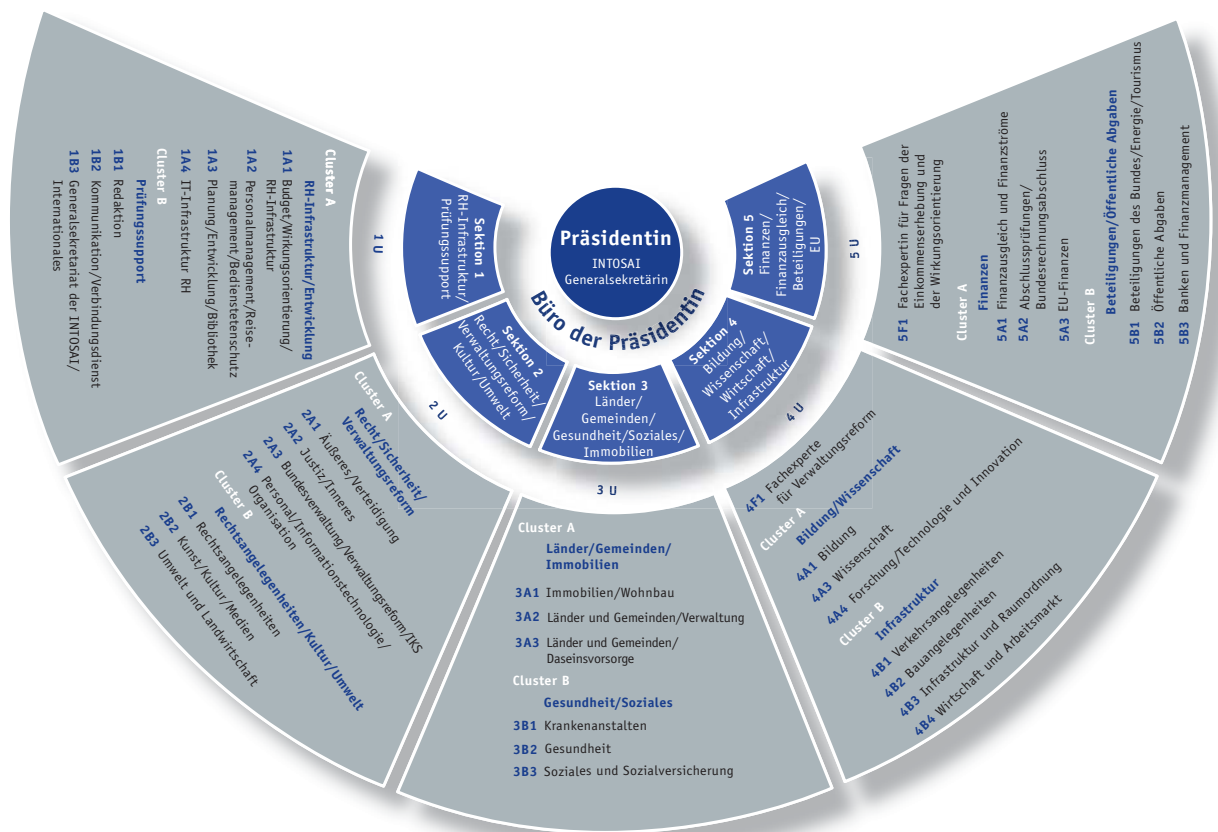 Präsidentin
INTOSAI
Generalsekretärin
Büro der Präsidentin
Sektion 1
RH-Infrastruktur/
Prüfungssupport
Sektion 2
Recht/Sicherheit/
Verwaltungsreform/
Kultur/Umwelt
Sektion 3
Länder/
Gemeinden/
Gesundheit/Soziales/
Immobilien
Sektion 4
Bildung/
Wissenschaft/
Wirtschaft/
Infrastruktur
Sektion 5
Finanzen/
Finanzausgleich/
Beteiligungen/
EU
1 U
Cluster A
RH-Infrastruktur/Entwicklung
1A1 Budget/Wirkungsorientierung/
RH-Infrastruktur
1A2 Personalmanagement/Reise-
management/Bedienstetenschutz
1A3 Planung/Entwicklung/Bibliothek
1A4 IT-Infrastruktur RH
Cluster B
Prüfungssupport
1B1 Redaktion
1B2 Kommunikation/Verbindungsdienst
1B3 Generalsekretariat der INTOSAI/
Internationales
2 U
Cluster A
Recht/Sicherheit/
Verwaltungsreform
2A1 Äußeres/Verteidigung
2A2 Justiz/Inneres
2A3 Bundesverwaltung/Verwaltungsreform/IKS
2A4 Personal/Informationstechnologie/
Organisation
Cluster B
Rechtsangelegenheiten/Kultur/Umwelt
2B1 Rechtsangelegenheiten
2B2 Kunst/Kultur/Medien
2B3 Umwelt und Landwirtschaft
3 U
Cluster A
Länder/Gemeinden/
Immobilien
3A1 Immobilien/Wohnbau
3A2 Länder und Gemeinden/Verwaltung
3A3 Länder und Gemeinden/
Daseinsvorsorge
Cluster B
Gesundheit/Soziales
3B1 Krankenanstalten
3B2 Gesundheit
3B3 Soziales und Sozialversicherung
4 U
4F1 Fachexperte
für Verwaltungsreform
Cluster A
Bildung/Wissenschaft
4A1 Bildung
4A3 Wissenschaft
4A4 Forschung/Technologie und Innovation
Cluster B
Infrastruktur
4B1 Verkehrsangelegenheiten
4B2 Bauangelegenheiten
4B3 Infrastruktur und Raumordnung
4B4 Wirtschaft und Arbeitsmarkt
5 U
5F1 Fachexpertin für Fragen der
Einkommenserhebung und
der Wirkungsorientierung
Cluster A
Finanzen
5A1 Finanzausgleich und Finanzströme
5A2 Abschlussprüfungen/
Bundesrechnungsabschluss
5A3 EU-Finanzen
Cluster B
Beteiligungen/Öffentliche Abgaben
5B1 Beteiligungen des Bundes/Energie/Tourismus
5B2 Öffentliche Abgaben
5B3 Banken und Finanzmanagement